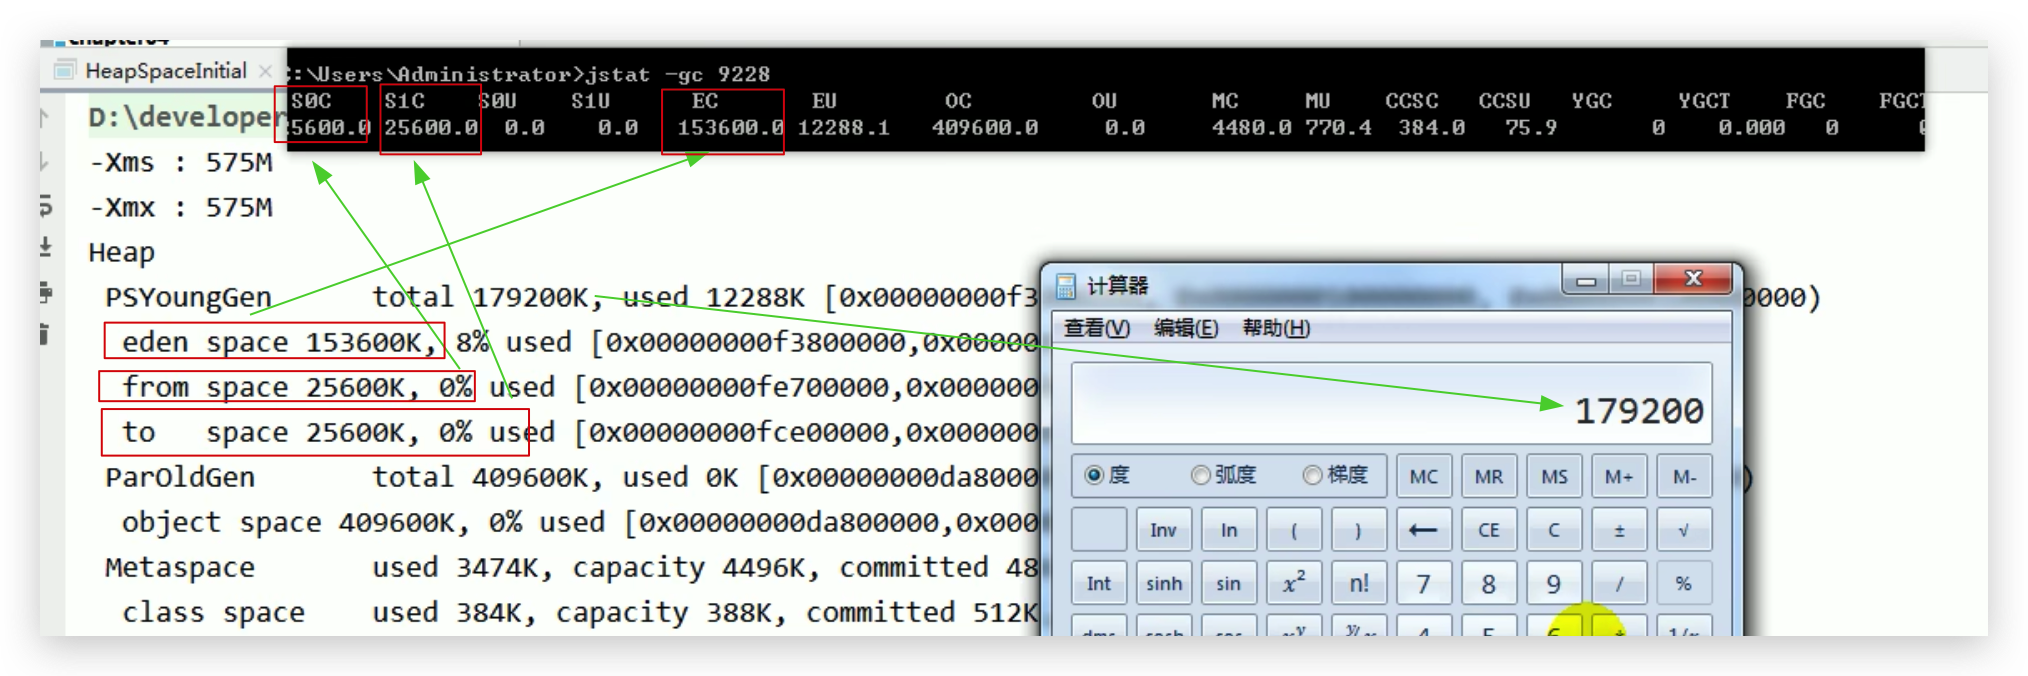 HeapSpaceInitial
:\Users\Administrator>jstat -gc 9228
S0C S1C S0U S1U EC EU OC OU MC MU CCSC CCSU YGC YGCT FGC FGCT
5600.0 25600.0 0.0 0.0 153600.0 12288.1 409600.0 0.0 4480.0 770.4 384.0 75.9 0 0.000 0
D:\developer
-Xms : 575M
-Xmx : 575M
Heap
PSYoungGen total 179200K, used 12288K [0x00000000f3 0000)
eden space 153600K, 8% used [0x00000000f3800000,0x00000
from space 25600K, 0% used [0x00000000fe700000,0x000000
to space 25600K, 0% used [0x00000000fce00000,0x000000
ParOldGen total 409600K, used 0K [0x00000000da8000 )
object space 409600K, 0% used [0x00000000da800000,0x000
Metaspace used 3474K, capacity 4496K, committed 48
class space used 384K, capacity 388K, committed 512K
计算器
查看(V) 编辑(E) 帮助(H)
179200
度 弧度 梯度 MC MR MS M+ M-
Inv ln ( ) ← CE C ± √
Int sinh sin x² n! 7 8 9 / %